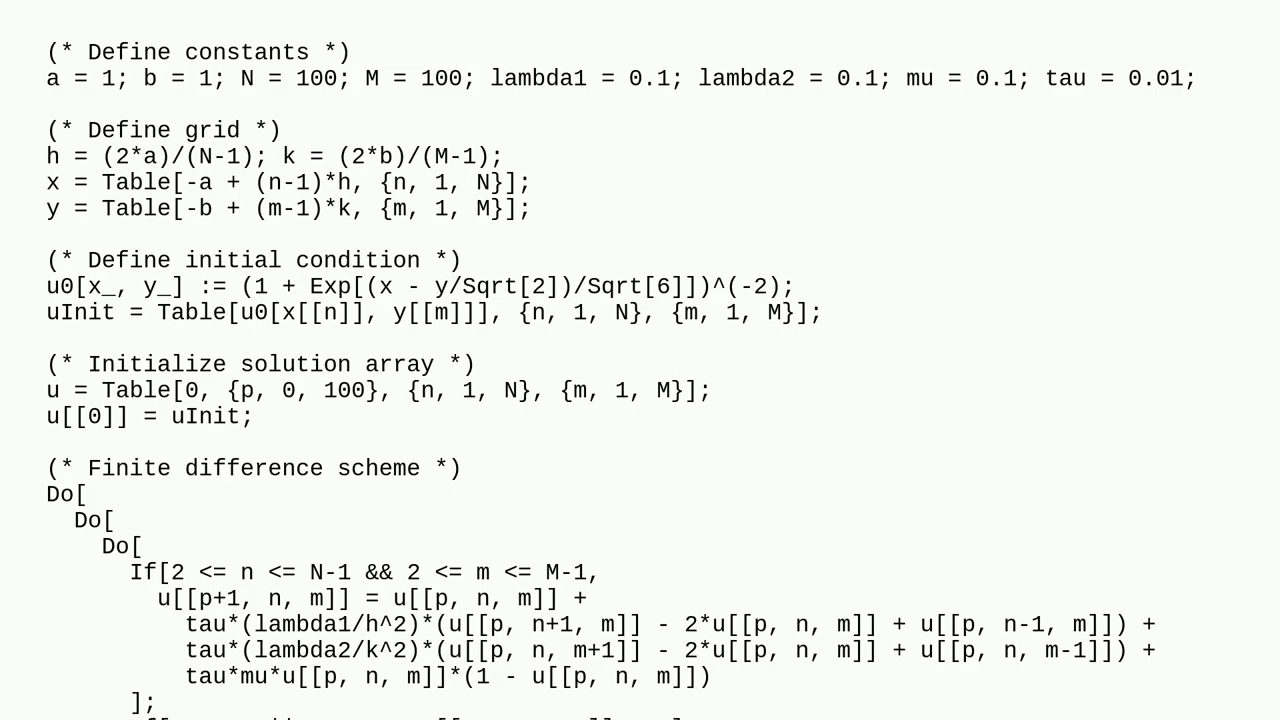 (* Define constants *)
a = 1; b = 1; N = 100; M = 100; lambda1 = 0.1; lambda2 = 0.1; mu = 0.1; tau = 0.01;
(* Define grid *)
h = (2*a)/(N-1); k = (2*b)/(M-1);
x = Table[-a + (n-1)*h, {n, 1, N}];
y = Table[-b + (m-1)*k, {m, 1, M}];
(* Define initial condition *)
u0[x_, y_] := (1 + Exp[(x - y/Sqrt[2])/Sqrt[6]])^(-2);
uInit = Table[u0[x[[n]], y[[m]]], {n, 1, N}, {m, 1, M}];
(* Initialize solution array *)
u = Table[0, {p, 0, 100}, {n, 1, N}, {m, 1, M}];
u[[0]] = uInit;
(* Finite difference scheme *)
Do[
  Do[
    Do[
      If[2 <= n <= N-1 && 2 <= m <= M-1,
        u[[p+1, n, m]] = u[[p, n, m]] +
          tau*(lambda1/h^2)*(u[[p, n+1, m]] - 2*u[[p, n, m]] + u[[p, n-1, m]]) +
          tau*(lambda2/k^2)*(u[[p, n, m+1]] - 2*u[[p, n, m]] + u[[p, n, m-1]]) +
          tau*mu*u[[p, n, m]]*(1 - u[[p, n, m]])
      ];